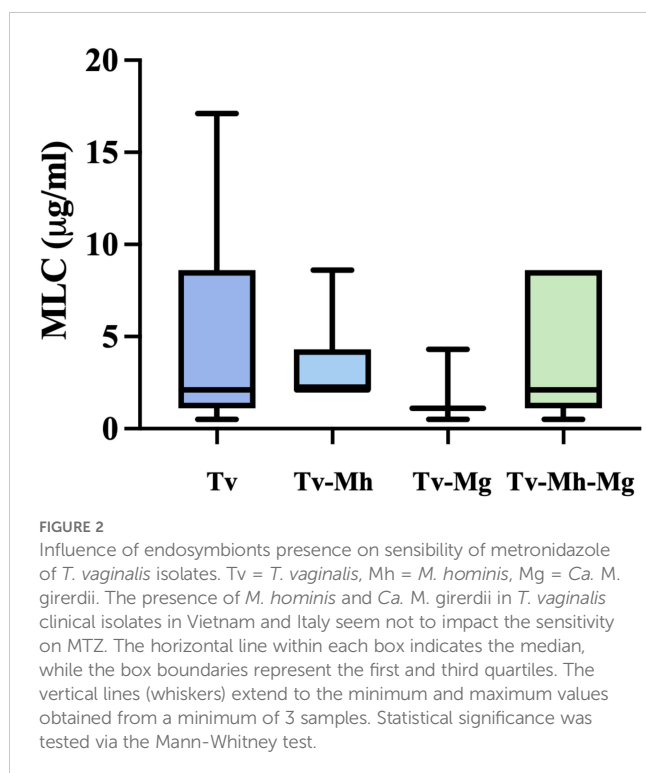 20
15
10
5
0
MLC (µg/ml)
Tv Tv-Mh Tv-Mg Tv-Mh-Mg
FIGURE 2
Influence of endosymbionts presence on sensibility of metronidazole
of T. vaginalis isolates. Tv = T. vaginalis, Mh = M. hominis, Mg = Ca. M.
girerdii. The presence of M. hominis and Ca. M. girerdii in T. vaginalis
clinical isolates in Vietnam and Italy seem not to impact the sensitivity
on MTZ. The horizontal line within each box indicates the median,
while the box boundaries represent the first and third quartiles. The
vertical lines (whiskers) extend to the minimum and maximum values
obtained from a minimum of 3 samples. Statistical significance was
tested via the Mann-Whitney test.